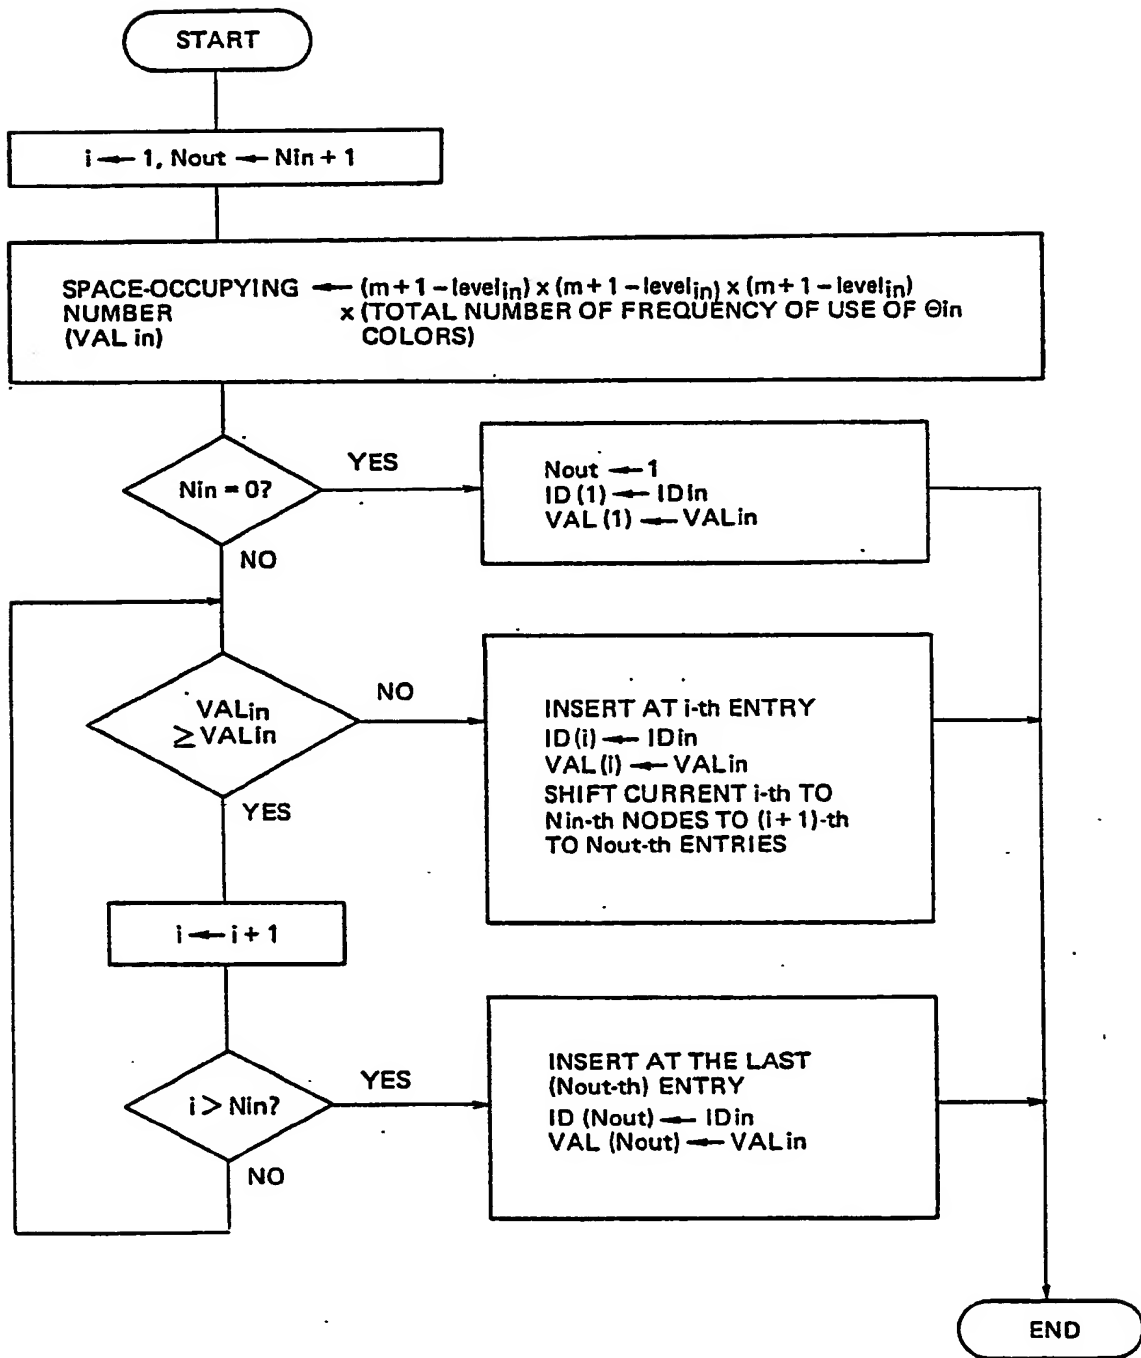 START
i ← 1, Nout ← Nin + 1
SPACE-OCCUPYING ← (m + 1 – levelin) x (m + 1 – levelin) x (m + 1 – levelin)
NUMBER x (TOTAL NUMBER OF FREQUENCY OF USE OF Θin
(VAL in) COLORS)
Nin = 0?
YES
NO
Nout ← 1
ID (1) ← IDin
VAL (1) ← VALin
VALin
≥ VALin
NO
YES
INSERT AT i-th ENTRY
ID (i) ← IDin
VAL (i) ← VALin
SHIFT CURRENT i-th TO
Nin-th NODES TO (i + 1)-th
TO Nout-th ENTRIES
i ← i + 1
i > Nin?
YES
NO
INSERT AT THE LAST
(Nout-th) ENTRY
ID (Nout) ← IDin
VAL (Nout) ← VALin
END